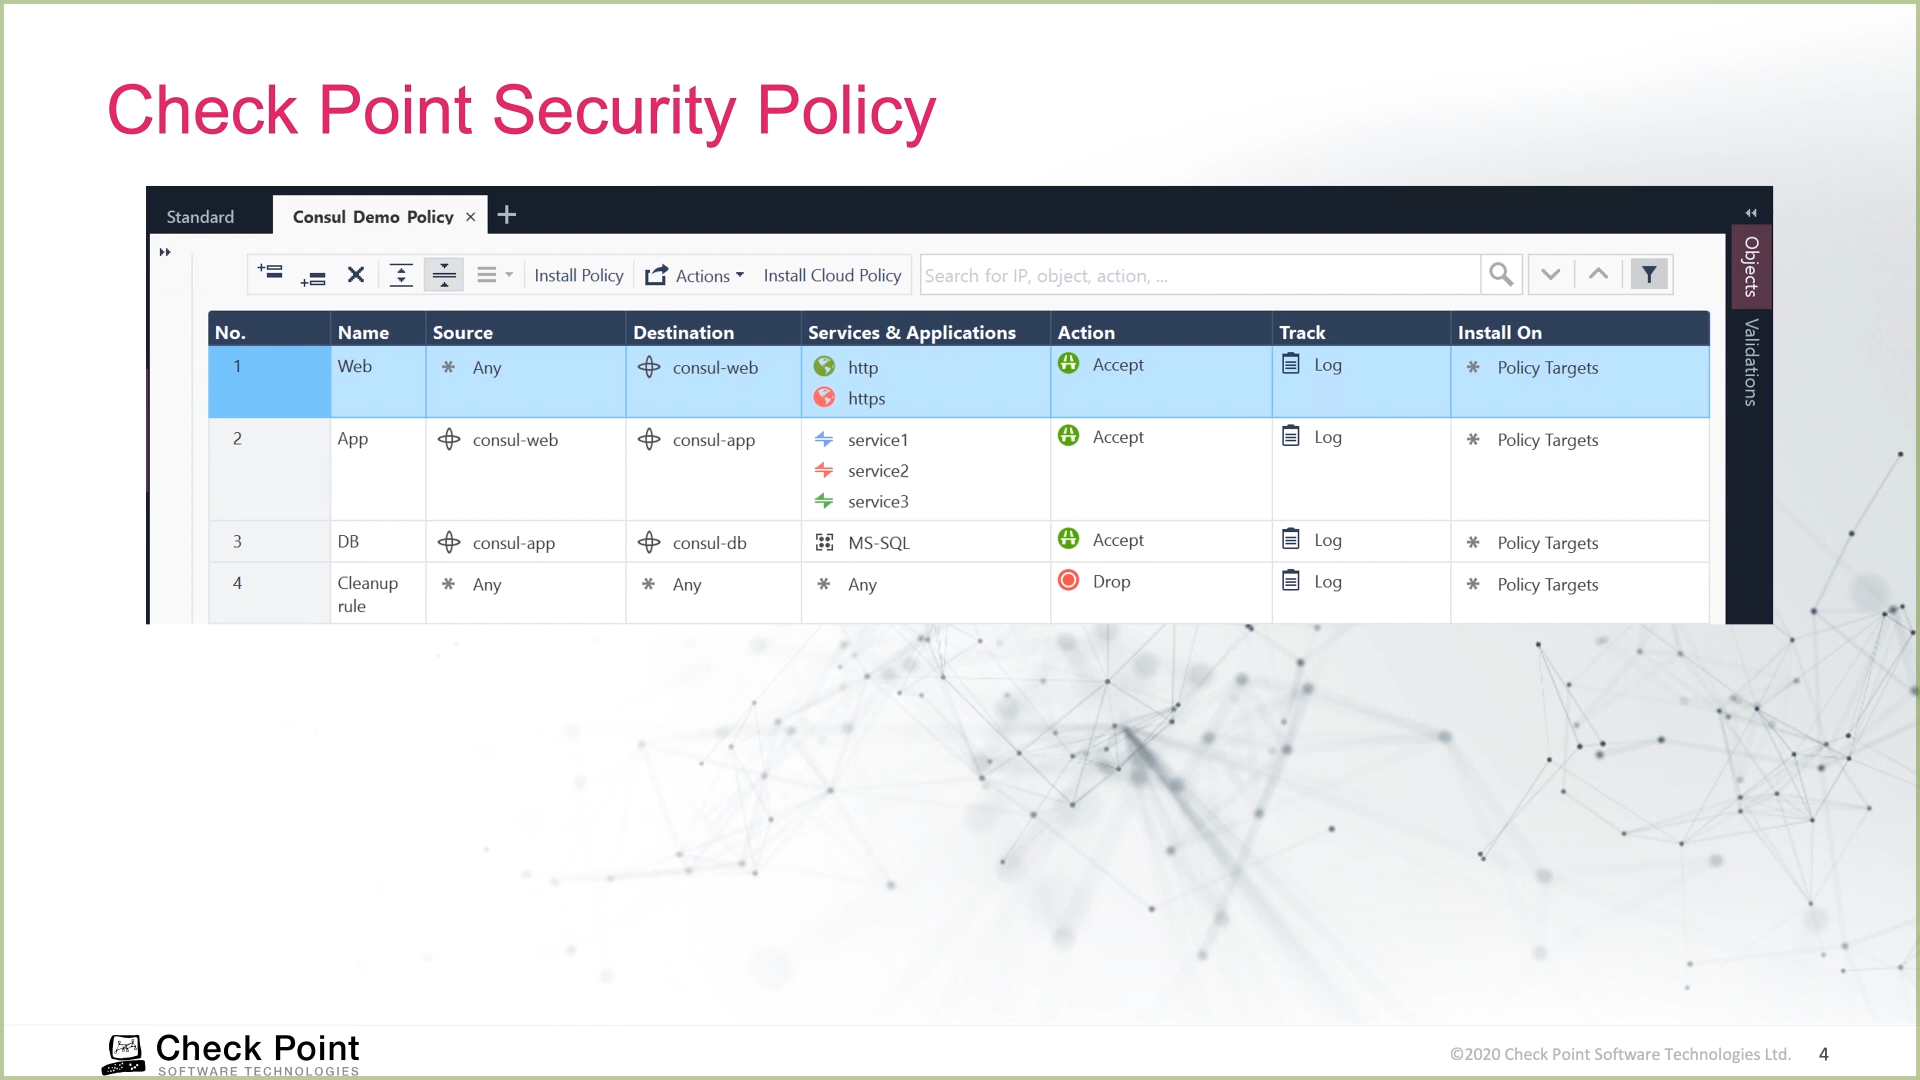 Check Point Security Policy
Standard
Consul Demo Policy
Install Policy Actions Install Cloud Policy Search for IP, object, action, ...
No. Name Source Destination Services & Applications Action Track Install On
1 Web Any consul-web http Accept Log Policy Targets
https
2 App consul-web consul-app service1 Accept Log Policy Targets
service2
service3
3 DB consul-app consul-db MS-SQL Accept Log Policy Targets
4 Cleanup rule Any Any Any Drop Log Policy Targets
Objects
Validations
Check Point
SOFTWARE TECHNOLOGIES
©2020 Check Point Software Technologies Ltd. 4